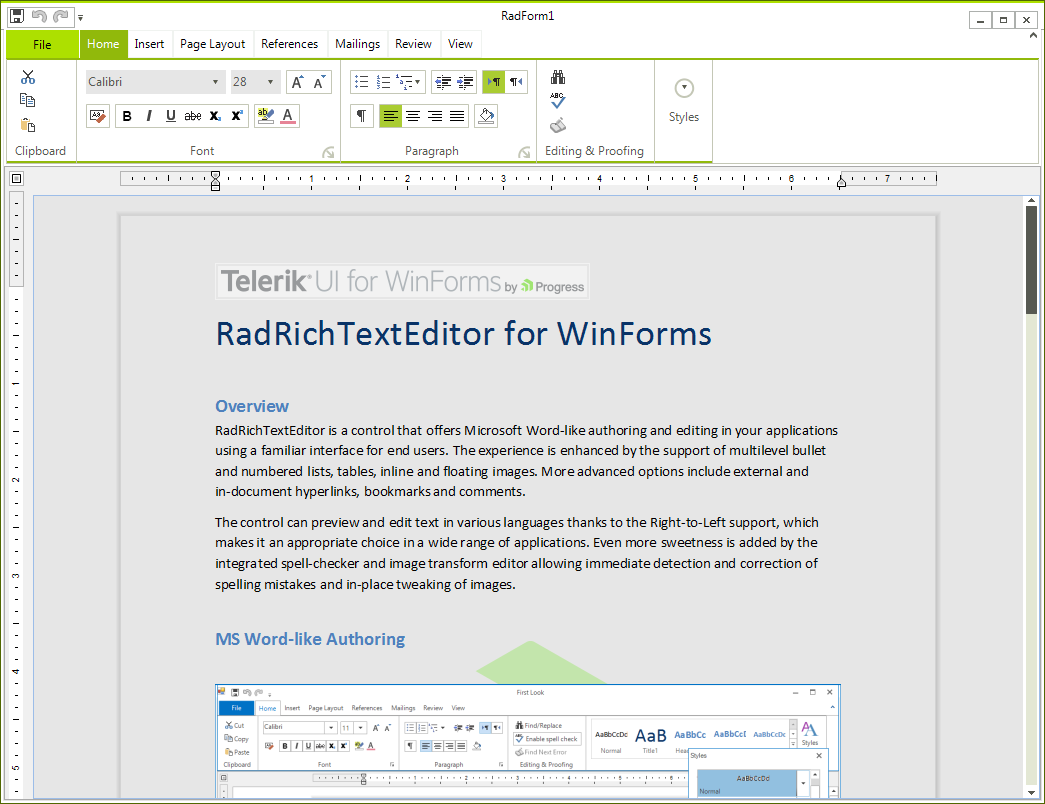 RadForm1
File Home Insert Page Layout References Mailings Review View
Calibri 28 A A
ABC
Styles
B I U abc X x A
Clipboard Font Paragraph Editing & Proofing
1 2 3 4 5 6 7
Telerik UI for WinForms by Progress
RadRichTextEditor for WinForms
Overview
RadRichTextEditor is a control that offers Microsoft Word-like authoring and editing in your applications
using a familiar interface for end users. The experience is enhanced by the support of multilevel bullet
and numbered lists, tables, inline and floating images. More advanced options include external and
in-document hyperlinks, bookmarks and comments.
The control can preview and edit text in various languages thanks to the Right-to-Left support, which
makes it an appropriate choice in a wide range of applications. Even more sweetness is added by the
integrated spell-checker and image transform editor allowing immediate detection and correction of
spelling mistakes and in-place tweaking of images.
MS Word-like Authoring
First Look
File Home Insert Page Layout References Mailings Review View
Cut Calibri 11 A A Find/Replace
Copy Enable spell check
Paste B I U abc X x A Find Next Error
AaBbCcDc AaB AaBbCc AaBbCcI AaBbCcDc
Normal Title1 Styles
Clipboard Font Paragraph Editing & Proofing
Styles
AaBbCcDd
Normal
1 2 3 4 5